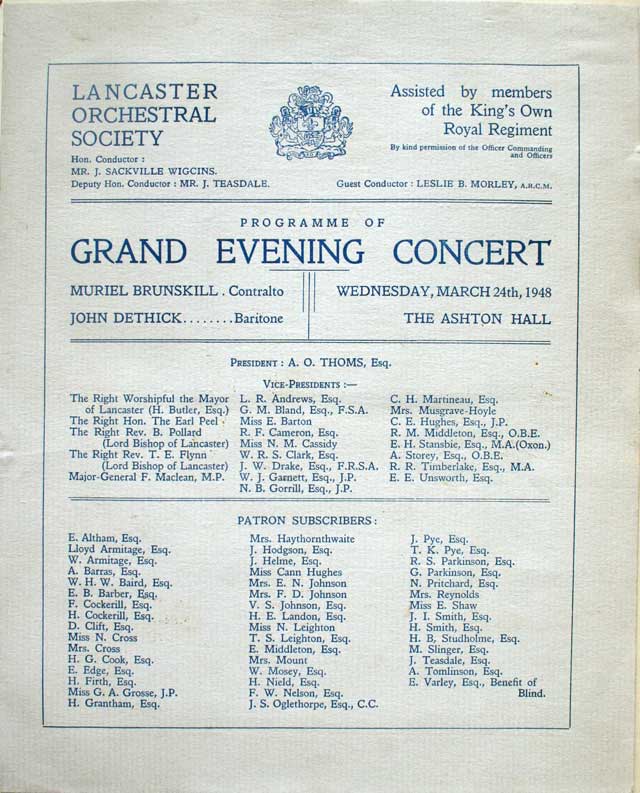 LANCASTER
ORCHESTRAL
SOCIETY
Hon. Conductor :
MR. J. SACKVILLE WIGGINS.
Deputy Hon. Conductor : MR. J. TEASDALE.
Assisted by members
of the King's Own
Royal Regiment
By kind permission of the Officer Commanding
and Officers
Guest Conductor : LESLIE B. MORLEY, A.R.C.M.
PROGRAMME OF
GRAND EVENING CONCERT
MURIEL BRUNSKILL . Contralto
JOHN DETHICK........Baritone
WEDNESDAY, MARCH 24th, 1948
THE ASHTON HALL
PRESIDENT : A. O. THOMS, Esq.
VICE-PRESIDENTS :—
The Right Worshipful the Mayor
of Lancaster (H. Butler, Esq.)
The Right Hon. The Earl Peel
The Right Rev. B. Pollard
(Lord Bishop of Lancaster)
The Right Rev. T. E. Flynn
(Lord Bishop of Lancaster)
Major-General F. Maclean, M.P.
L. R. Andrews, Esq.
G. M. Bland, Esq., F.S.A.
Miss E. Barton
R. F. Cameron, Esq.
Miss N. M. Cassidy
W. R. S. Clark, Esq.
J. W. Drake, Esq., F.R.S.A.
W. J. Garnett, Esq., J.P.
N. B. Gorrill, Esq., J.P.
C. H. Martineau, Esq.
Mrs. Musgrave-Hoyle
C. E. Hughes, Esq., J.P.
R. M. Middleton, Esq., O.B.E.
E. H. Stansbie, Esq., M.A.(Oxon.)
A. Storey, Esq., O.B.E.
R. R. Timberlake, Esq., M.A.
E. E. Unsworth, Esq.
PATRON SUBSCRIBERS :
E. Altham, Esq.
Lloyd Armitage, Esq.
W. Armitage, Esq.
A. Barras, Esq.
W. H. W. Baird, Esq.
E. B. Barber, Esq.
F. Cockerill, Esq.
H. Cockerill, Esq.
D. Clift, Esq.
Miss N. Cross
Mrs. Cross
H. G. Cook, Esq.
E. Edge, Esq.
H. Firth, Esq.
Miss G. A. Grosse, J.P.
H. Grantham, Esq.
Mrs. Haythornthwaite
J. Hodgson, Esq.
J. Helme, Esq.
Miss Cann Hughes
Mrs. E. N. Johnson
Mrs. F. D. Johnson
V. S. Johnson, Esq.
H. E. Landon, Esq.
Miss N. Leighton
T. S. Leighton, Esq.
E. Middleton, Esq.
Mrs. Mount
W. Mosey, Esq.
H. Nield, Esq.
F. W. Nelson, Esq.
J. S. Oglethorpe, Esq., C.C.
J. Pye, Esq.
T. K. Pye, Esq.
R. S. Parkinson, Esq.
G. Parkinson, Esq.
N. Pritchard, Esq.
Mrs. Reynolds
Miss E. Shaw
J. I. Smith, Esq.
H. Smith, Esq.
H. B. Studholme, Esq.
M. Slinger, Esq.
J. Teasdale, Esq.
A. Tomlinson, Esq.
E. Varley, Esq., Benefit of
Blind.